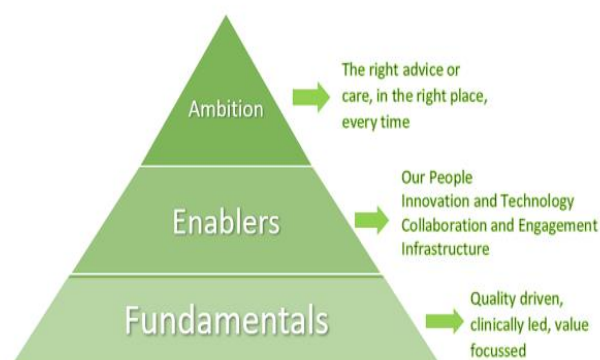 Ambition
The right advice or
care, in the right place,
every time
Enablers
Our People
Innovation and Technology
Collaboration and Engagement
Infrastructure
Fundamentals
Quality driven,
clinically led, value
focussed